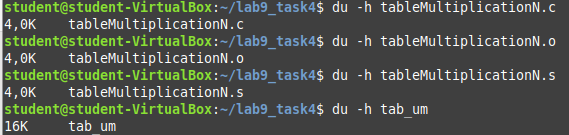 student@student-VirtualBox:~/lab9_task4$ du -h tableMultiplicationN.c
4,0K    tableMultiplicationN.c
student@student-VirtualBox:~/lab9_task4$ du -h tableMultiplicationN.o
4,0K    tableMultiplicationN.o
student@student-VirtualBox:~/lab9_task4$ du -h tableMultiplicationN.s
4,0K    tableMultiplicationN.s
student@student-VirtualBox:~/lab9_task4$ du -h tab_um
16K     tab_um